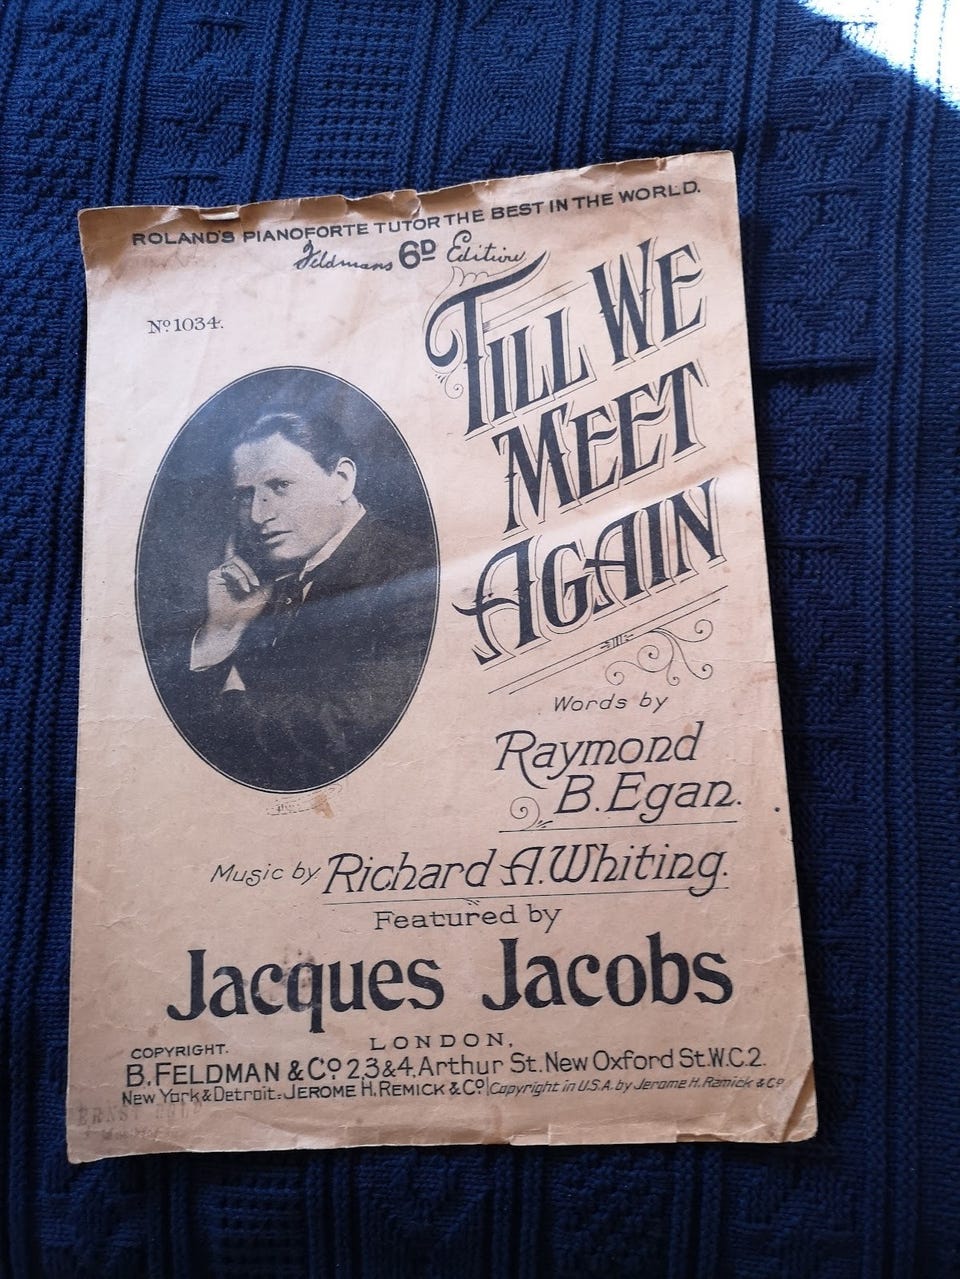 ROLAND'S PIANOFORTE TUTOR THE BEST IN THE WORLD.
Feldmans 6D Edition
No 1034.
TILL WE
MEET
AGAIN
Words by
Raymond
B. Egan.
Music by Richard A. Whiting.
Featured by
Jacques Jacobs
LONDON,
COPYRIGHT.
B. FELDMAN & Co 2,3 & 4, Arthur St. New Oxford St. W.C.2.
New York & Detroit:- JEROME H. REMICK & Co Copyright in U.S.A. by Jerome H. Remick & Co
ERNST